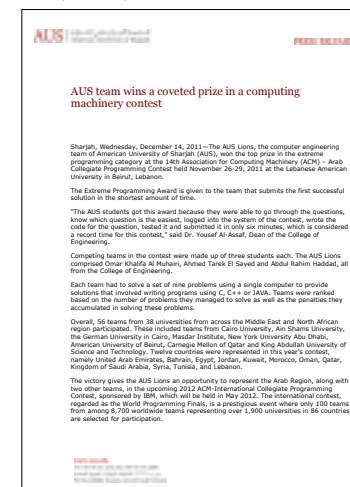 AUS
AUS team wins a coveted prize in a computing
machinery contest
Sharjah, Wednesday, December 14, 2011—The AUS Lions, the computer engineering
team of American University of Sharjah (AUS), won the top prize in the extreme
programming category at the 14th Association for Computing Machinery (ACM) – Arab
Collegiate Programming Contest held November 26-29, 2011 at the Lebanese American
University in Beirut, Lebanon.
The Extreme Programming Award is given to the team that submits the first successful
solution in the shortest amount of time.
"The AUS students got this award because they were able to go through the questions,
know which question is the easiest, logged into the system of the contest, wrote the
code for the question, tested it and submitted it in only six minutes, which is considered
a record time for this contest," said Dr. Yousef Al-Assaf, Dean of the College of
Engineering.
Competing teams in the contest were made up of three students each. The AUS Lions
comprised Omar Khalifa Al Muhairi, Ahmed Tarek El Sayed and Abdul Rahim Haddad, all
from the College of Engineering.
Each team had to solve a set of nine problems using a single computer to provide
solutions that involved writing programs using C, C++ or JAVA. Teams were ranked
based on the number of problems they managed to solve as well as the penalties they
accumulated in solving these problems.
Overall, 56 teams from 38 universities from across the Middle East and North African
region participated. These included teams from Cairo University, Ain Shams University,
the German University in Cairo, Masdar Institute, New York University Abu Dhabi,
American University of Beirut, Carnegie Mellon of Qatar and King Abdullah University of
Science and Technology. Twelve countries were represented in this year's contest,
namely United Arab Emirates, Bahrain, Egypt, Jordan, Kuwait, Morocco, Oman, Qatar,
Kingdom of Saudi Arabia, Syria, Tunisia, and Lebanon.
The victory gives the AUS Lions an opportunity to represent the Arab Region, along with
two other teams, in the upcoming 2012 ACM-International Collegiate Programming
Contest, sponsored by IBM, which will be held in May 2012. The international contest,
regarded as the World Programming Finals, is a prestigious event where only 100 teams
from among 8,700 worldwide teams representing over 1,900 universities in 86 countries
are selected for participation.